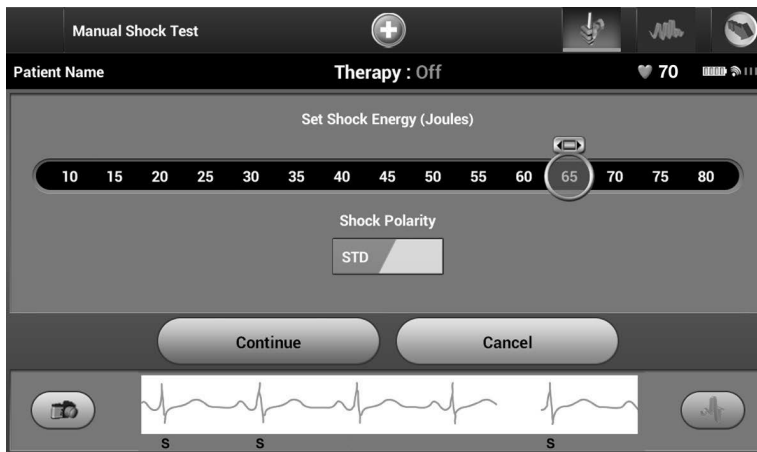 Manual Shock Test
Patient Name Therapy : Off 70
Set Shock Energy (Joules)
10 15 20 25 30 35 40 45 50 55 60 65 70 75 80
Shock Polarity
STD
Continue Cancel
S S S